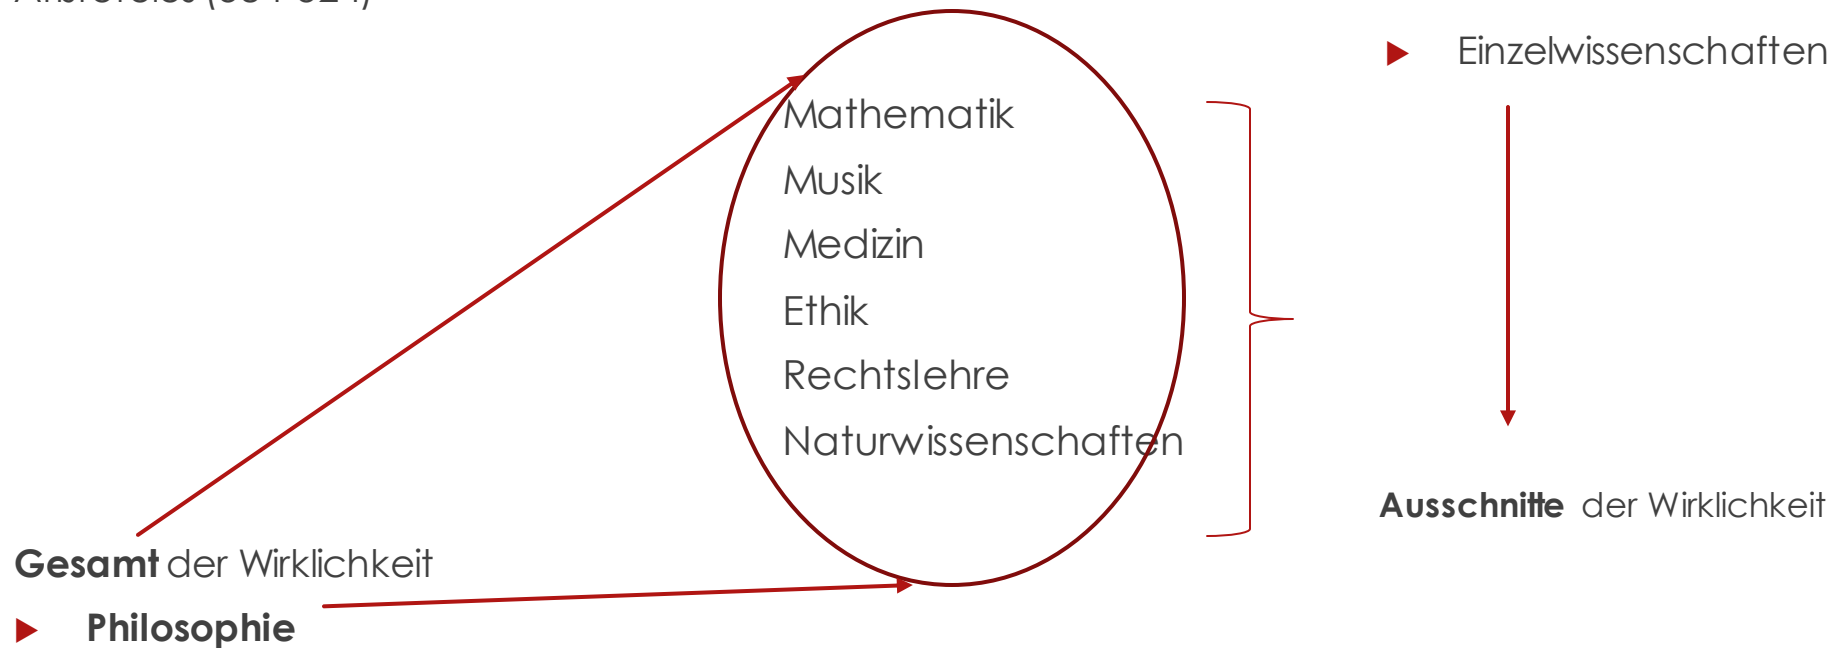 Einzelwissenschaften
Mathematik
Musik
Medizin
Ethik
Rechtslehre
Naturwissenschaften
Ausschnitte der Wirklichkeit
Gesamt der Wirklichkeit
Philosophie